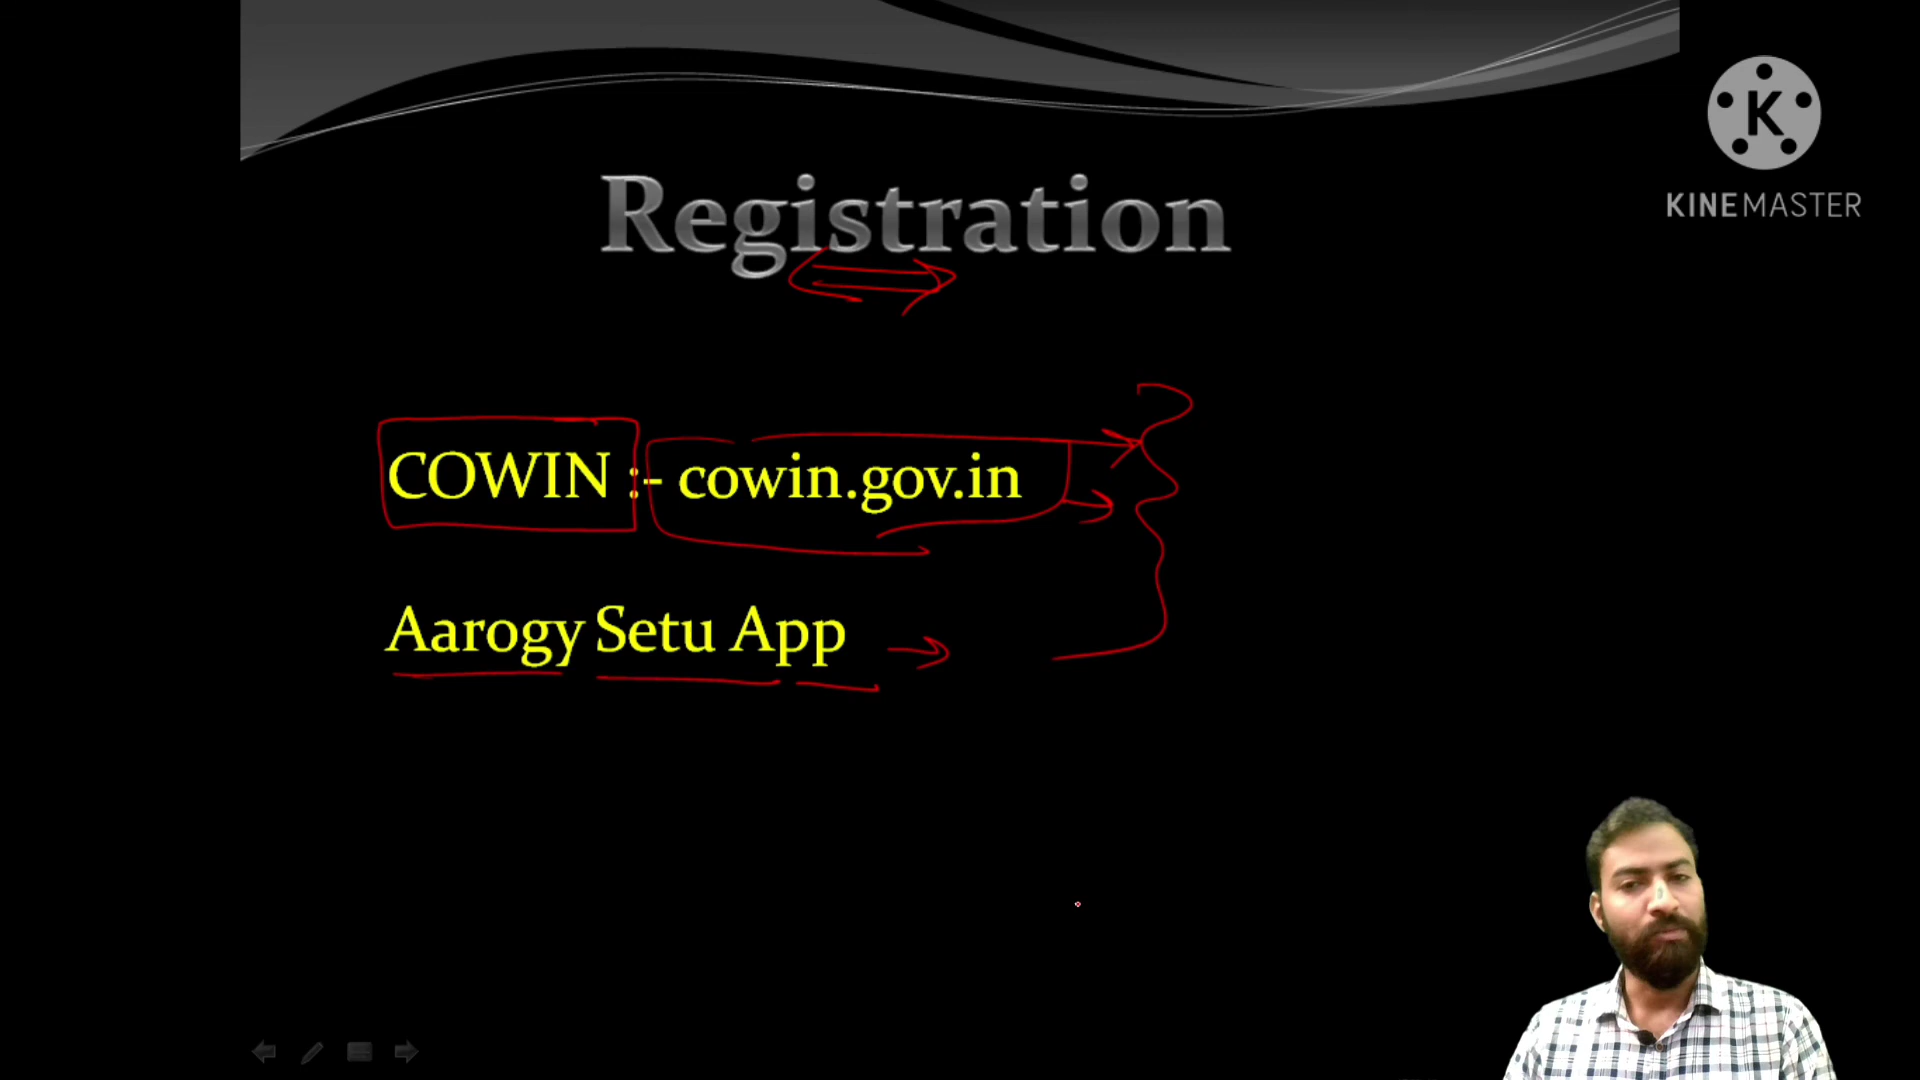 Registration
K
KINEMASTER
COWIN :- cowin.gov.in
Aarogy Setu App